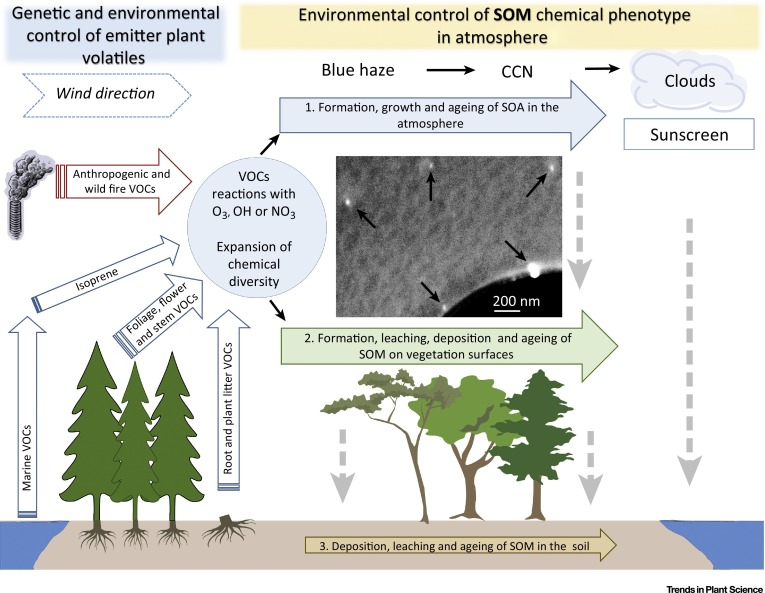 Genetic and environmental
control of emitter plant
volatiles
Environmental control of SOM chemical phenotype
in atmosphere
Wind direction
Blue haze
CCN
Clouds
Sunscreen
1. Formation, growth and ageing of SOA in the
atmosphere
Anthropogenic and
wild fire VOCs
VOCs
reactions with
O3, OH or NO3
Expansion of
chemical
diversity
Isoprene
Foliage, flower
and stem VOCs
200 nm
2. Formation, leaching, deposition and ageing of
SOM on vegetation surfaces
Marine VOCs
Root and plant litter VOCs
3. Deposition, leaching and ageing of SOM in the soil
Trends in Plant Science